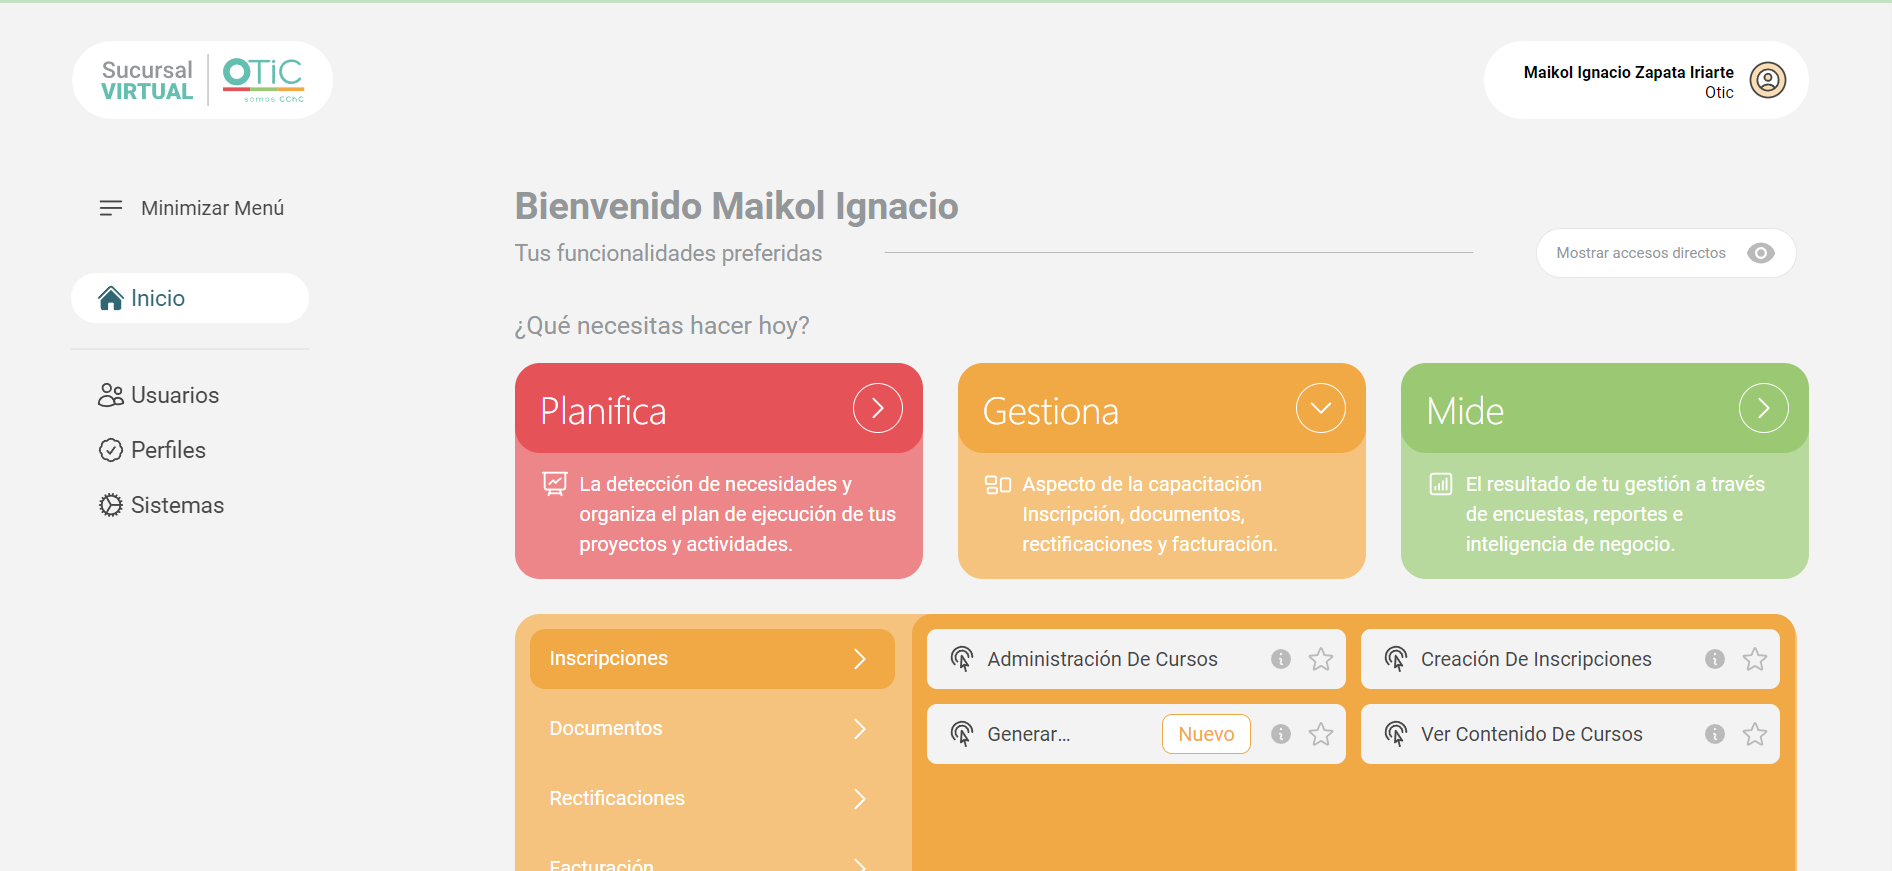 Sucursal
VIRTUAL
OTiC
somos CChC
Maikol Ignacio Zapata Iriarte
Otic
Minimizar Menú
Inicio
Usuarios
Perfiles
Sistemas
Bienvenido Maikol Ignacio
Tus funcionalidades preferidas
Mostrar accesos directos
¿Qué necesitas hacer hoy?
Planifica
La detección de necesidades y
organiza el plan de ejecución de tus
proyectos y actividades.
Gestiona
Aspecto de la capacitación
Inscripción, documentos,
rectificaciones y facturación.
Mide
El resultado de tu gestión a través
de encuestas, reportes e
inteligencia de negocio.
Inscripciones
Documentos
Rectificaciones
Facturación
Administración De Cursos
Creación De Inscripciones
Generar...
Nuevo
Ver Contenido De Cursos